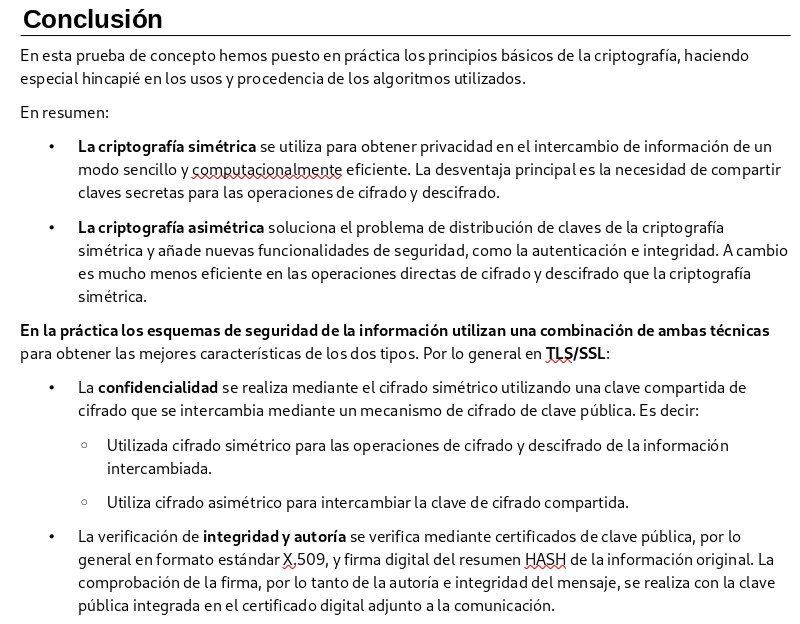 Conclusión
En esta prueba de concepto hemos puesto en práctica los principios básicos de la criptografía, haciendo
especial hincapié en los usos y procedencia de los algoritmos utilizados.
En resumen:
• La criptografía simétrica se utiliza para obtener privacidad en el intercambio de información de un
modo sencillo y computacionalmente eficiente. La desventaja principal es la necesidad de compartir
claves secretas para las operaciones de cifrado y descifrado.
• La criptografía asimétrica soluciona el problema de distribución de claves de la criptografía
simétrica y añade nuevas funcionalidades de seguridad, como la autenticación e integridad. A cambio
es mucho menos eficiente en las operaciones directas de cifrado y descifrado que la criptografía
simétrica.
En la práctica los esquemas de seguridad de la información utilizan una combinación de ambas técnicas
para obtener las mejores características de los dos tipos. Por lo general en TLS/SSL:
• La confidencialidad se realiza mediante el cifrado simétrico utilizando una clave compartida de
cifrado que se intercambia mediante un mecanismo de cifrado de clave pública. Es decir:
◦ Utilizada cifrado simétrico para las operaciones de cifrado y descifrado de la información
intercambiada.
◦ Utiliza cifrado asimétrico para intercambiar la clave de cifrado compartida.
• La verificación de integridad y autoría se verifica mediante certificados de clave pública, por lo
general en formato estándar X.509, y firma digital del resumen HASH de la información original. La
comprobación de la firma, por lo tanto de la autoría e integridad del mensaje, se realiza con la clave
pública integrada en el certificado digital adjunto a la comunicación.